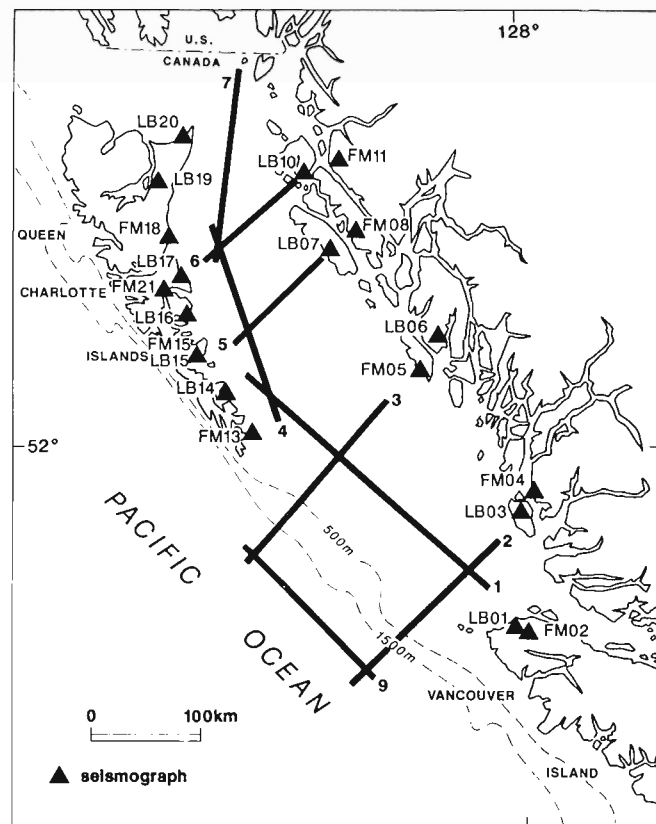 128°
U.S.
CANADA
7
LB20
LB10
FM11
LB19
FM18
FM08
QUEEN
LB07
6
LB17
FM21
CHARLOTTE
LB16
5
LB06
FM15
ISLANDS
LB15
FM05
LB14
3
4
FM13
52°
FM04
PACIFIC
LB03
500m
2
1
LB01
FM02
OCEAN
1500m
9
VANCOUVER
0 100km
ISLAND
seismograph